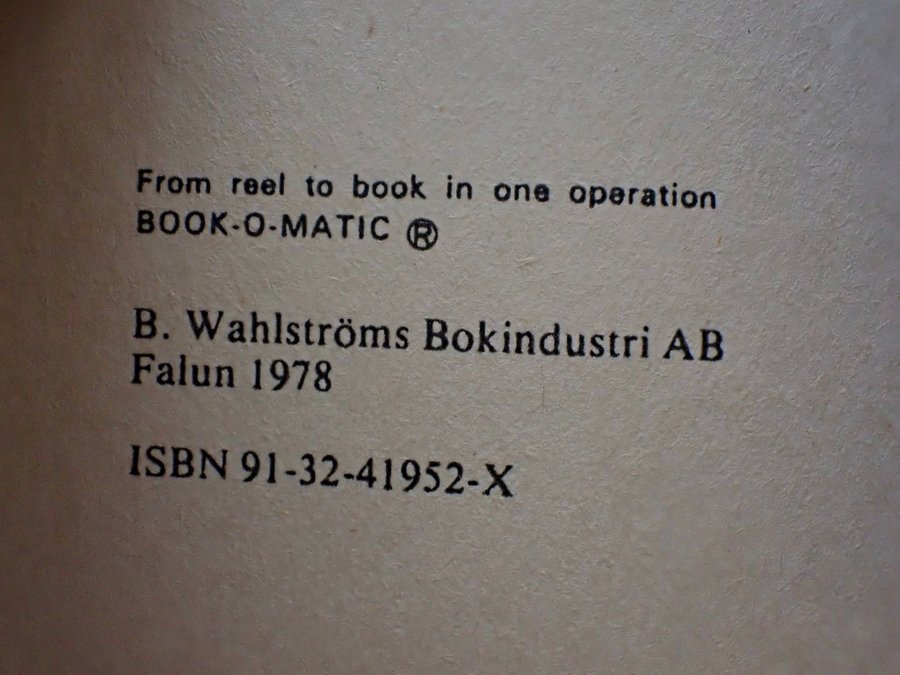 From reel to book in one operation
BOOK-O-MATIC ®
B. Wahlströms Bokindustri AB
Falun 1978
ISBN 91-32-41952-X